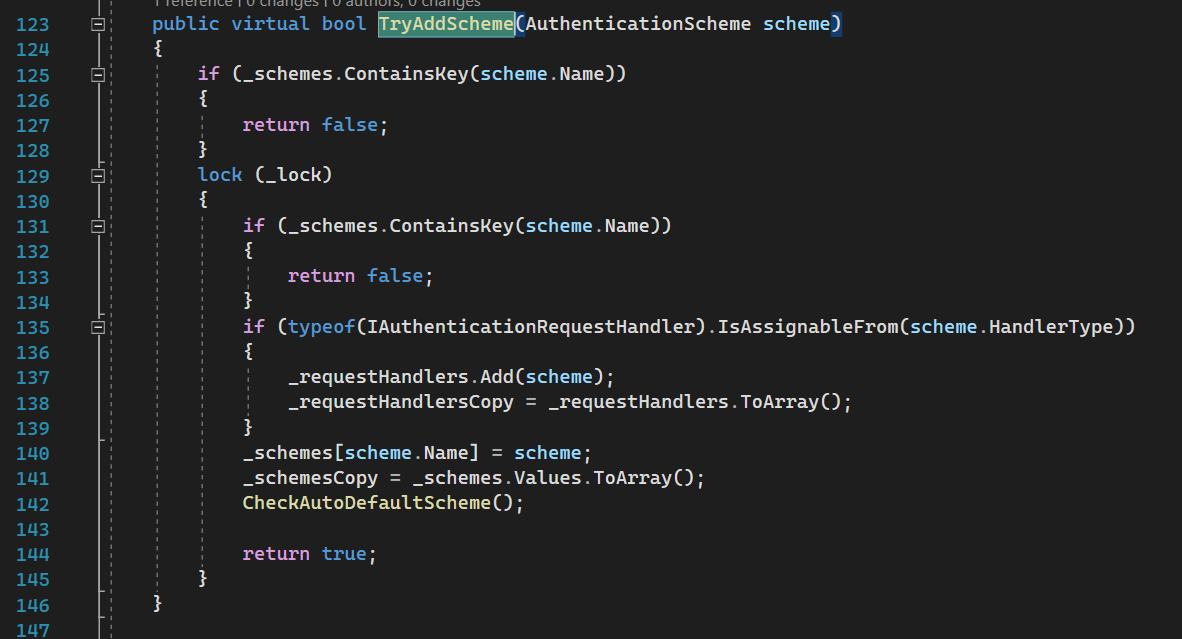 1 reference | 0 changes | 0 authors, 0 changes
123 public virtual bool TryAddScheme(AuthenticationScheme scheme)
124 {
125 if (_schemes.ContainsKey(scheme.Name))
126 {
127 return false;
128 }
129 lock (_lock)
130 {
131 if (_schemes.ContainsKey(scheme.Name))
132 {
133 return false;
134 }
135 if (typeof(IAuthenticationRequestHandler).IsAssignableFrom(scheme.HandlerType))
136 {
137 _requestHandlers.Add(scheme);
138 _requestHandlersCopy = _requestHandlers.ToArray();
139 }
140 _schemes[scheme.Name] = scheme;
141 _schemesCopy = _schemes.Values.ToArray();
142 CheckAutoDefaultScheme();
143
144 return true;
145 }
146 }
147